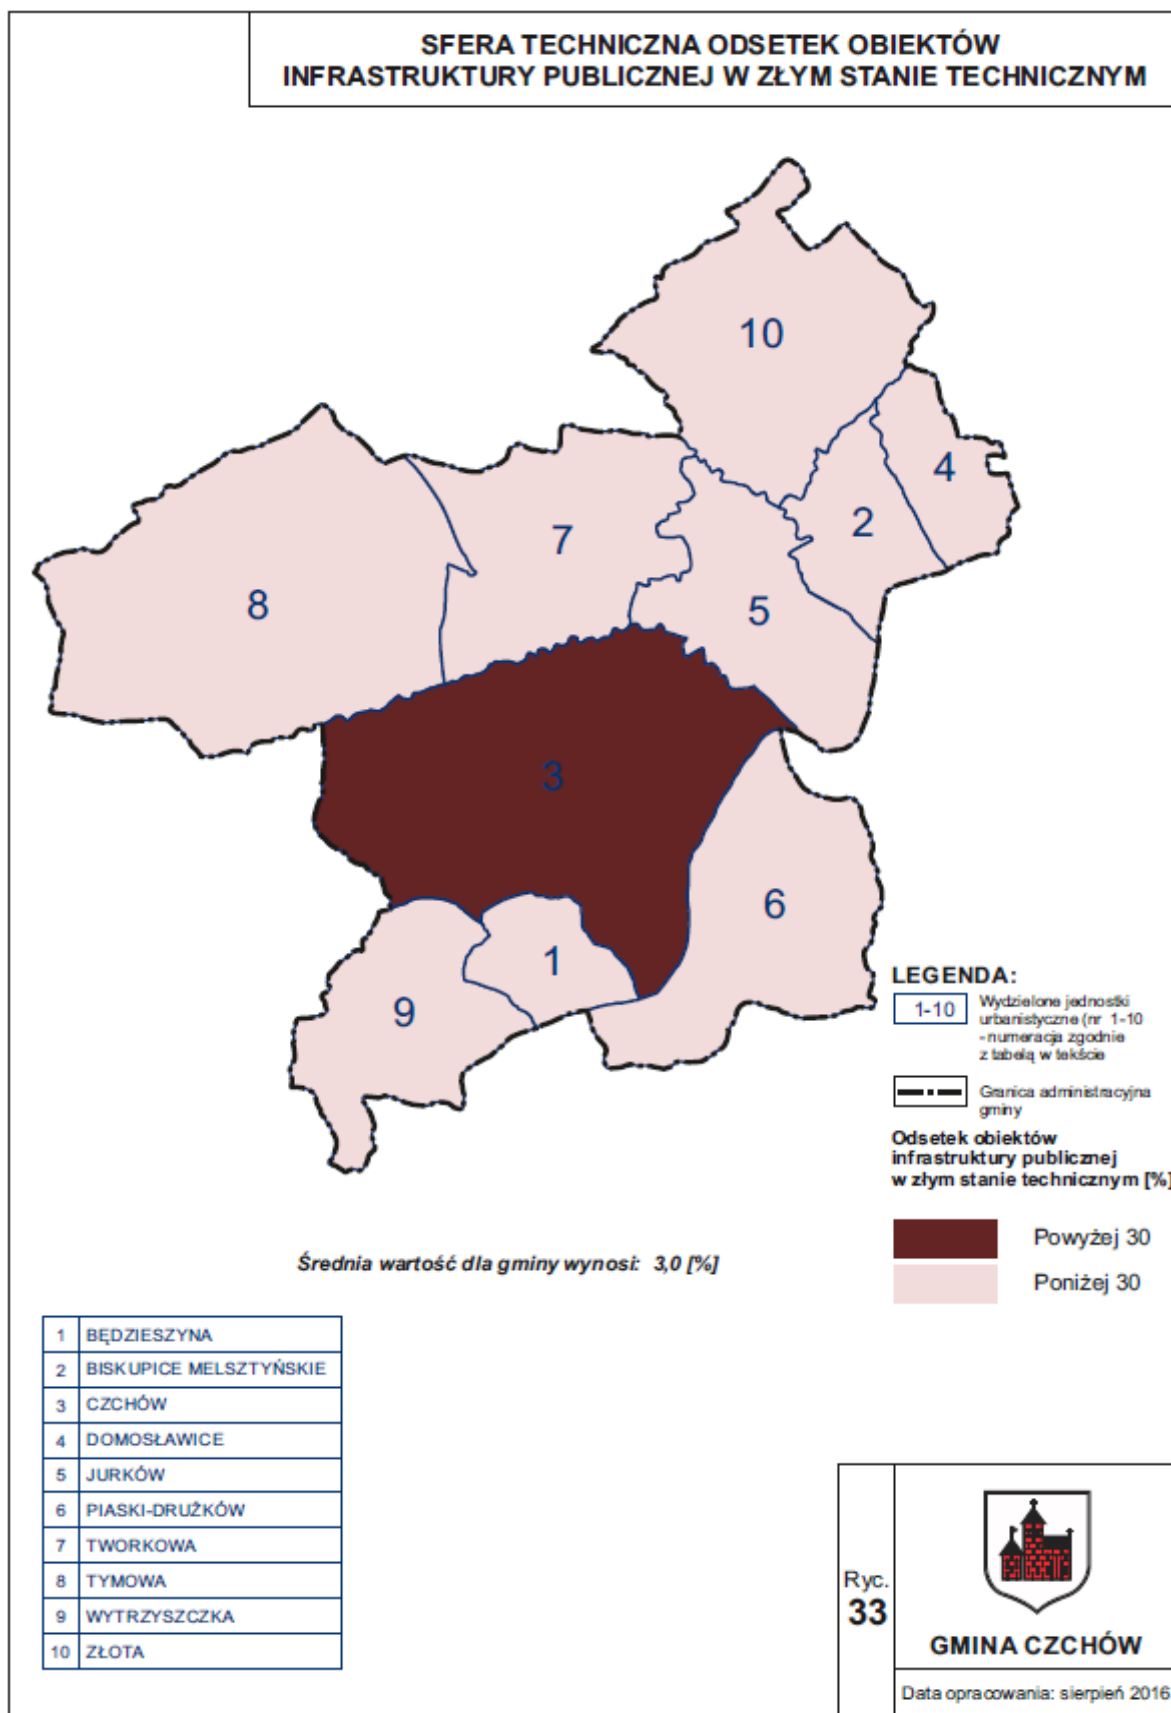 SFERA TECHNICZNA ODSETEK OBIEKTÓW
INFRASTRUKTURY PUBLICZNEJ W ZŁYM STANIE TECHNICZNYM
10
4
2
7
8
5
3
6
1
9
LEGENDA:
1-10
Wydzielone jednostki
urbanistyczne (nr 1-10
- numeracja zgodnie
z tabelą w tekście
Granica administracyjna
gminy
Odsetek obiektów
infrastruktury publicznej
w złym stanie technicznym [%]
Powyżej 30
Poniżej 30
Średnia wartość dla gminy wynosi: 3,0 [%]
1 BĘDZIESZYNA
2 BISKUPICE MELSZTYŃSKIE
3 CZCHÓW
4 DOMOSŁAWICE
5 JURKÓW
6 PIASKI-DRUŻKÓW
7 TWORKOWA
8 TYMOWA
9 WYTRZYSZCZKA
10 ZŁOTA
Ryc.
33
GMINA CZCHÓW
Data opracowania: sierpień 2016